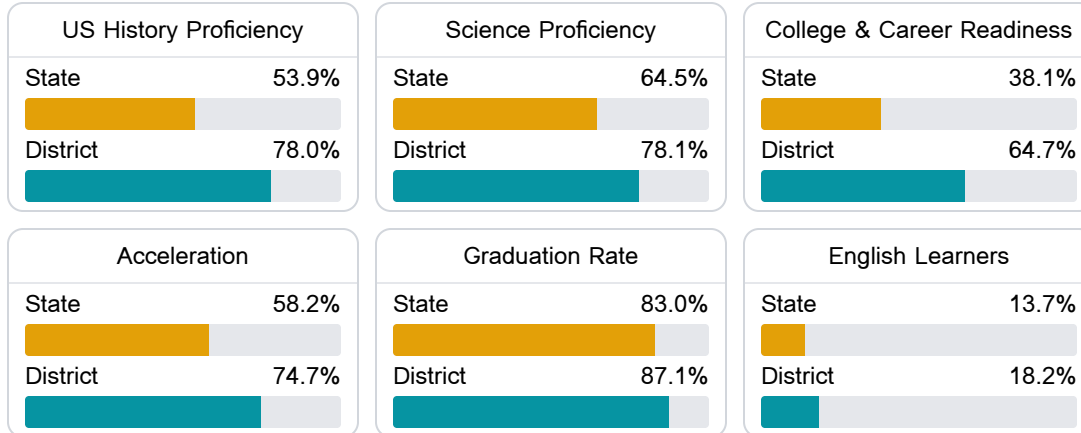 US History Proficiency
State 53.9%
District 78.0%
Science Proficiency
State 64.5%
District 78.1%
College & Career Readiness
State 38.1%
District 64.7%
Acceleration
State 58.2%
District 74.7%
Graduation Rate
State 83.0%
District 87.1%
English Learners
State 13.7%
District 18.2%